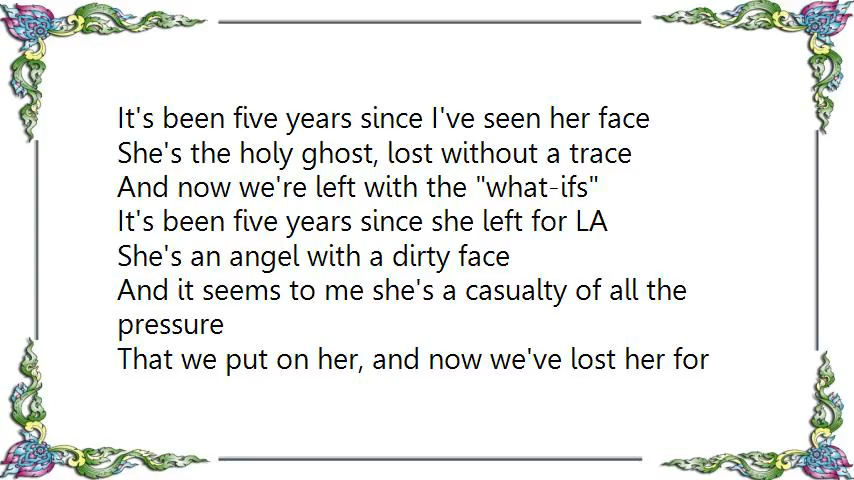 It's been five years since I've seen her face
She's the holy ghost, lost without a trace
And now we're left with the "what-ifs"
It's been five years since she left for LA
She's an angel with a dirty face
And it seems to me she's a casualty of all the
pressure
That we put on her, and now we've lost her for